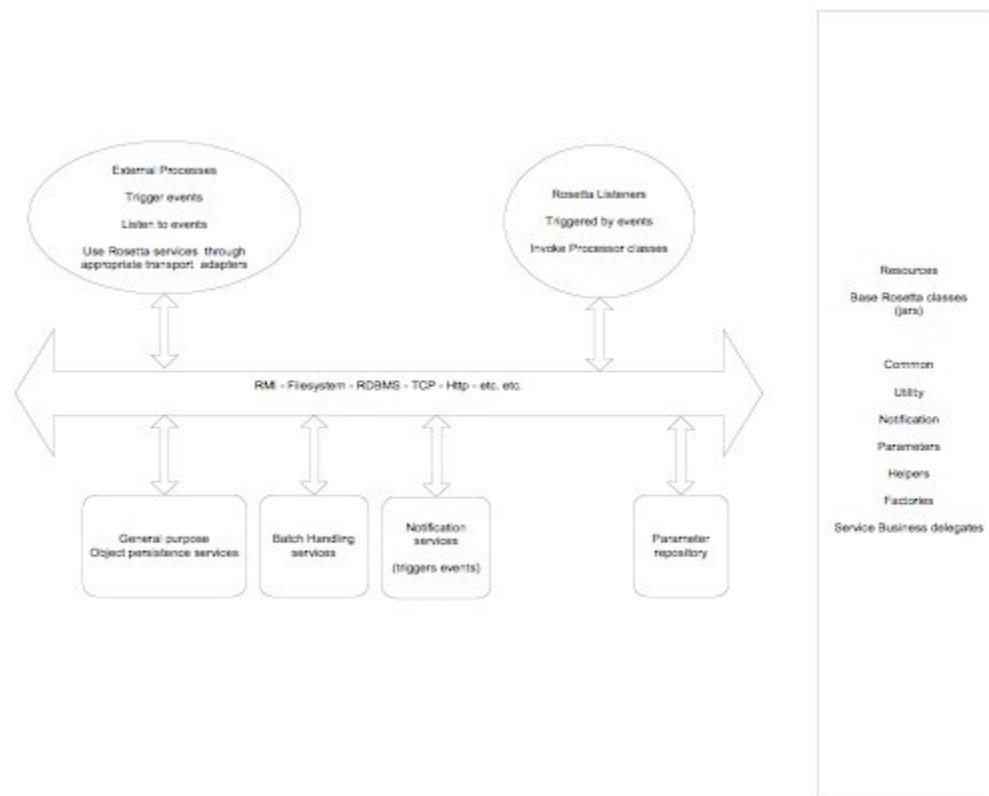 External Processes
Trigger events
Listen to events
Use Rosetta services through
appropriate transport adapters
Rosetta Listeners
Triggered by events
Invoke Processor classes
RMI - Filesystem - RDBMS - TCP - Http - etc. etc.
General purpose
Object persistence services
Batch Handling
services
Notification
services
(triggers events)
Parameter
repository
Resources
Base Rosetta classes
(jars)
Common
Utility
Notification
Parameters
Helpers
Factories
Service Business delegates